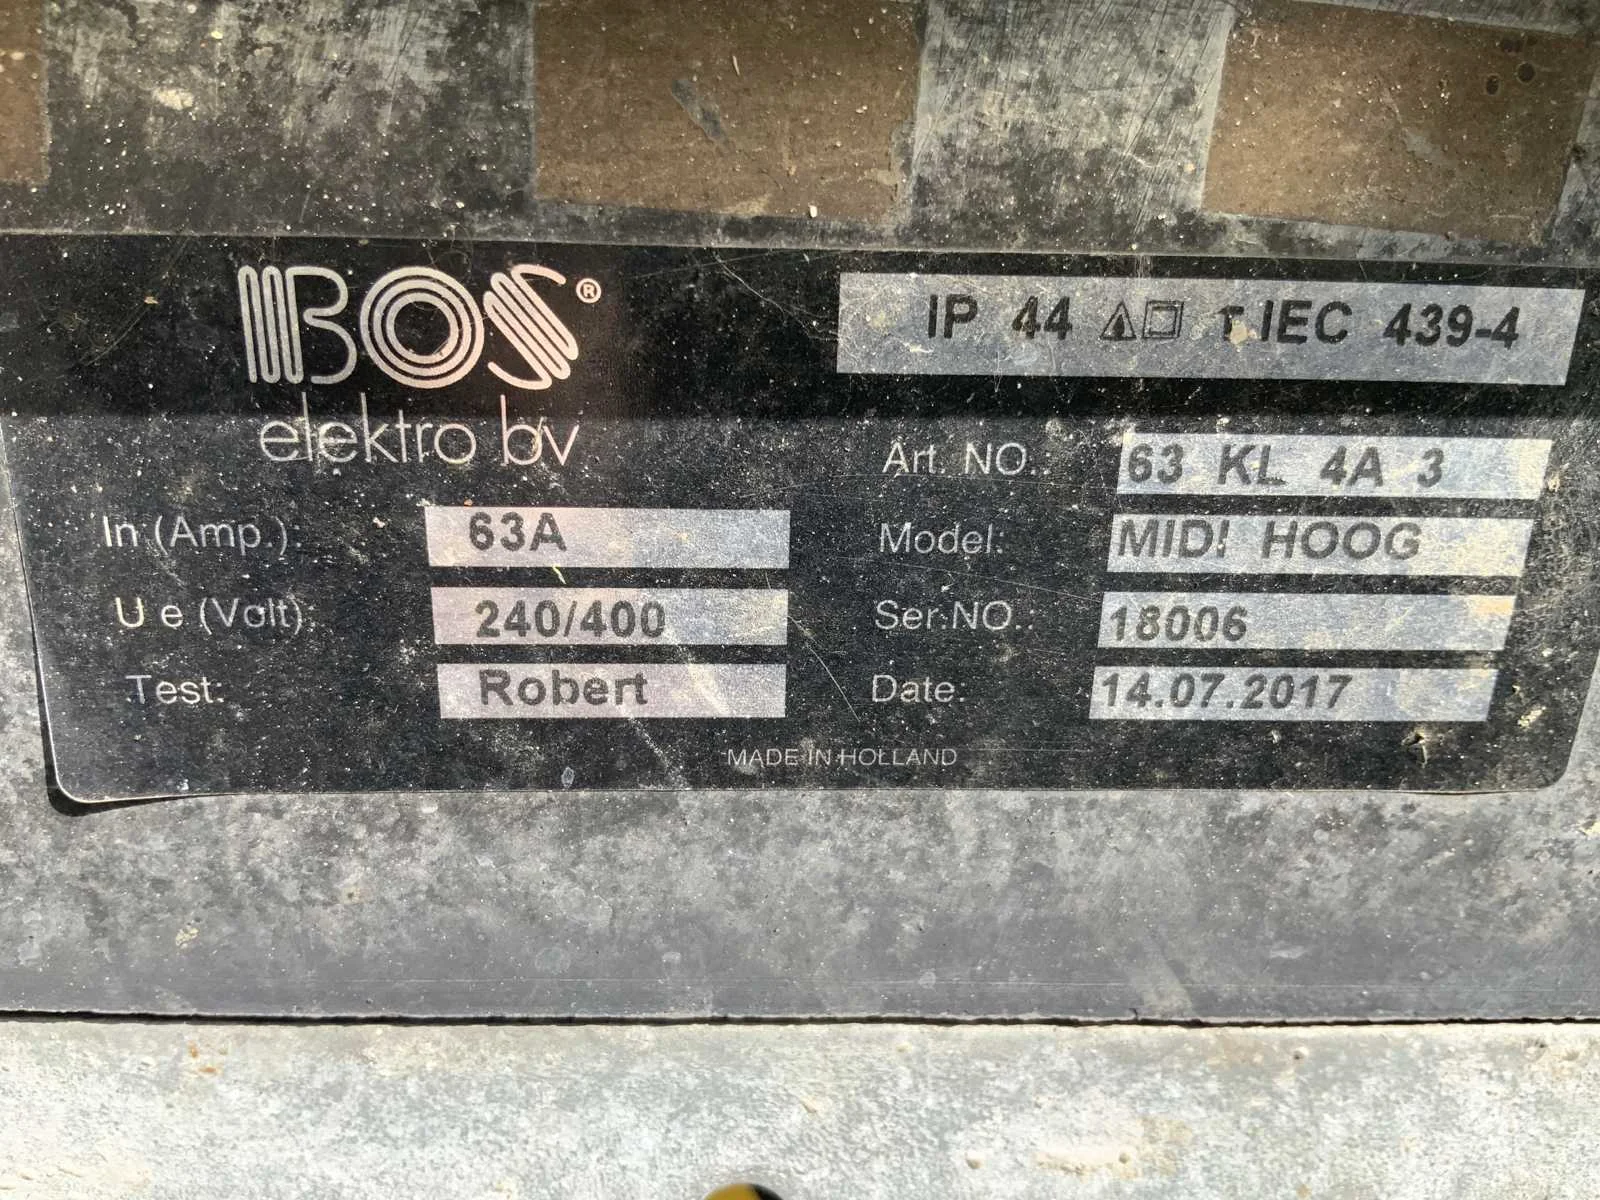 BOS®
elektro bv
IP 44 IEC 439-4
Art. NO.: 63 KL 4A 3
In (Amp.): 63A
Model: MIDI HOOG
U e (Volt): 240/400
Ser.NO.: 18006
Test: Robert
Date: 14.07.2017
MADE IN HOLLAND